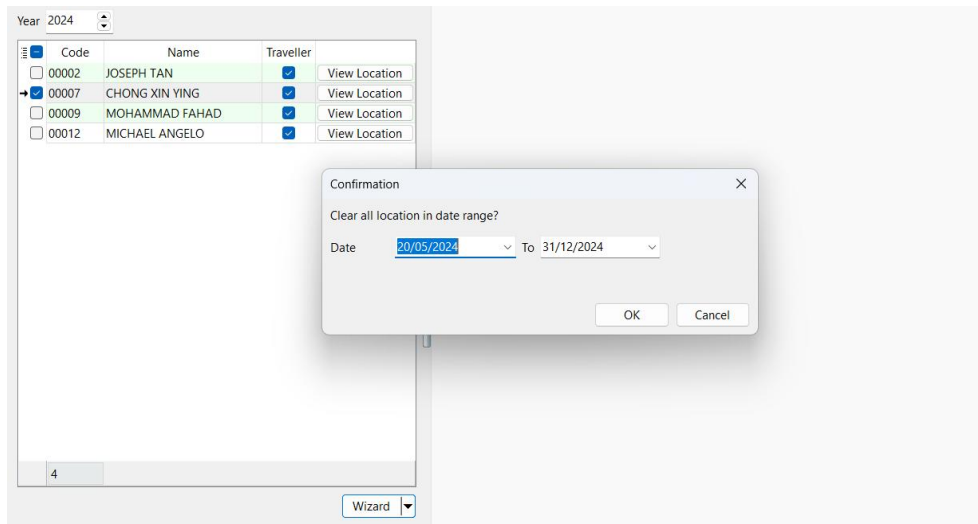 Year 2024
Code Name Traveller
00002 JOSEPH TAN View Location
00007 CHONG XIN YING View Location
00009 MOHAMMAD FAHAD View Location
00012 MICHAEL ANGELO View Location
Confirmation
Clear all location in date range?
Date 20/05/2024 To 31/12/2024
OK Cancel
4
Wizard